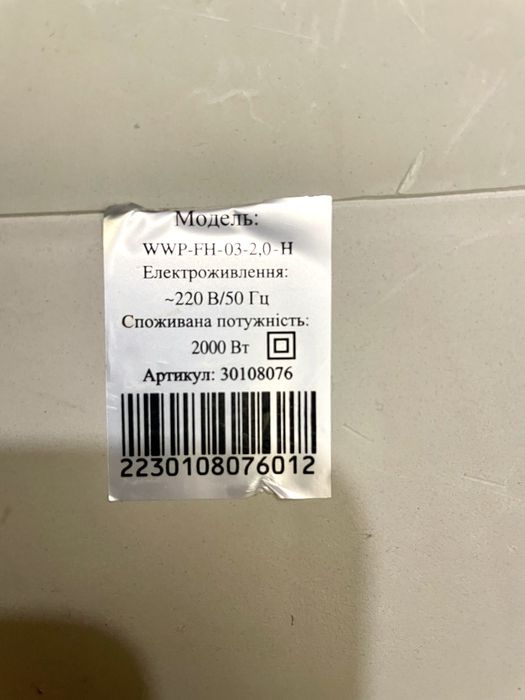 Модель:
WWP-FH-03-2,0-H
Електроживлення:
~220 В/50 Гц
Споживана потужність:
2000 Вт
Артикул: 30108076
2230108076012